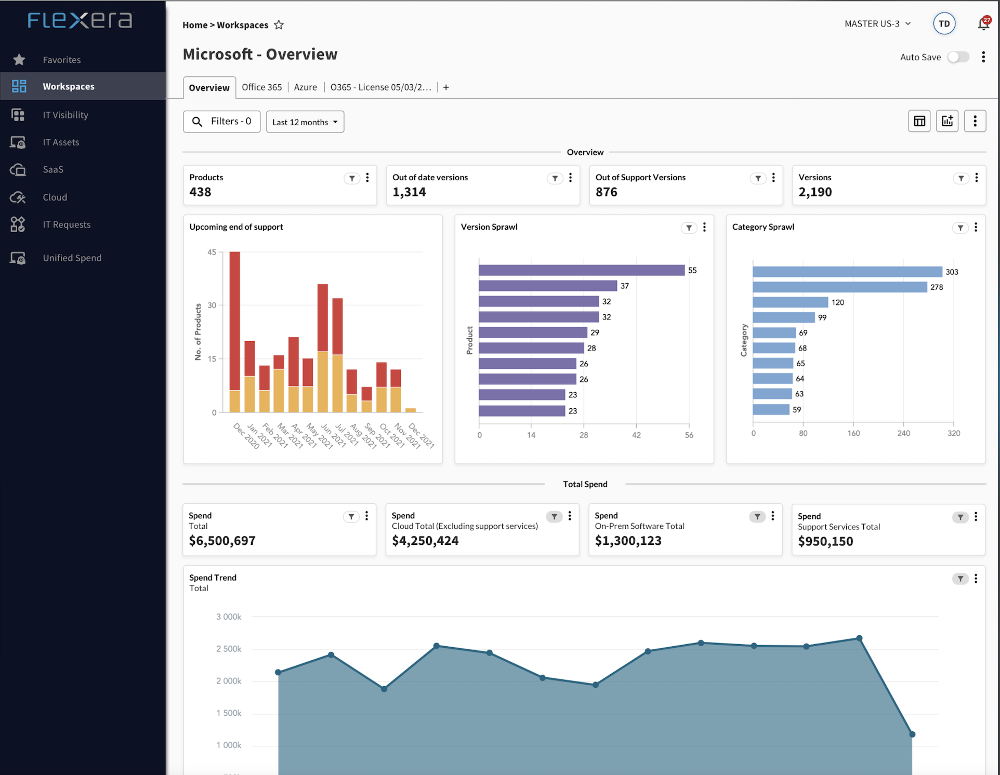 Flexera
Favorites
Workspaces
IT Visibility
IT Assets
SaaS
Cloud
IT Requests
Unified Spend
Home > Workspaces
MASTER US-3
TD
27
Microsoft - Overview
Auto Save
Overview
Office 365
Azure
O365 - License 05/03/2...
+
Filters - 0
Last 12 months
Overview
Products
438
Out of date versions
1,314
Out of Support Versions
876
Versions
2,190
Upcoming end of support
No. of Products
45
30
15
0
Dec 2020
Jan 2021
Feb 2021
Mar 2021
Apr 2021
May 2021
Jun 2021
Jul 2021
Aug 2021
Sep 2021
Oct 2021
Nov 2021
Dec 2021
Version Sprawl
Product
55
37
32
32
29
28
26
26
23
23
0
14
28
42
56
Category Sprawl
Category
303
278
120
99
69
68
65
64
63
59
0
80
160
240
320
Total Spend
Spend
Total
$6,500,697
Spend
Cloud Total (Excluding support services)
$4,250,424
Spend
On-Prem Software Total
$1,300,123
Spend
Support Services Total
$950,150
Spend Trend
Total
3 000k
2 500k
2 000k
1 500k
1 000k